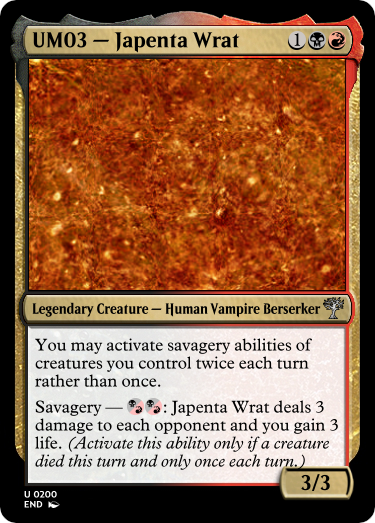 UM03 — Japenta Wrat 1
Legendary Creature — Human Vampire Berserker
You may activate savagery abilities of
creatures you control twice each turn
rather than once.
Savagery — : Japenta Wrat deals 3
damage to each opponent and you gain 3
life. (Activate this ability only if a creature
died this turn and only once each turn.)
3/3
U 0200
END